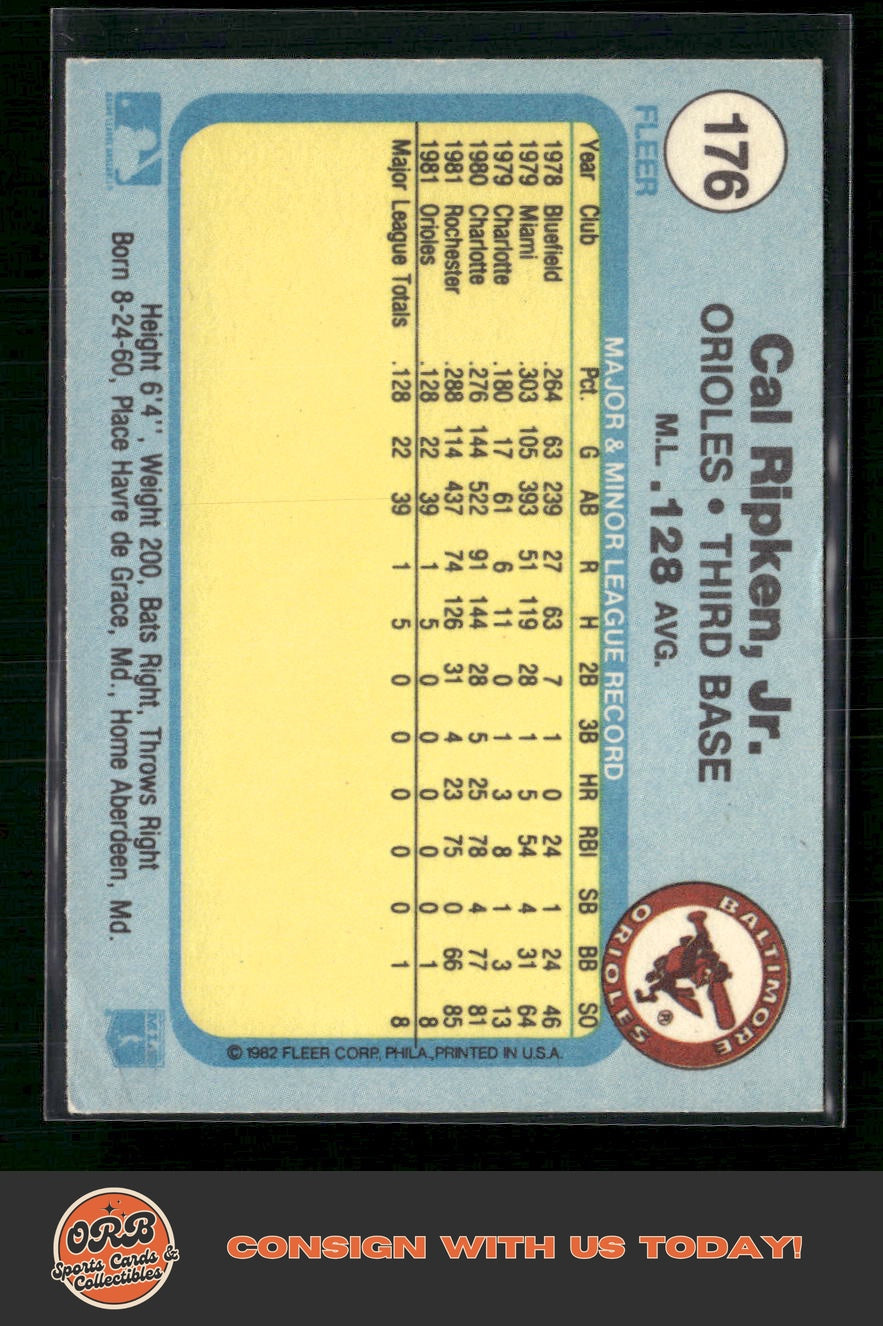 176
FLEER
Cal Ripken, Jr.
ORIOLES • THIRD BASE
M.L. .128 AVG.
BALTIMORE
ORIOLES
®
MAJOR & MINOR LEAGUE RECORD
Year Club Pct. G AB R H 2B 3B HR RBI SB BB SO
1978 Bluefield .264 63 239 27 63 7 1 0 24 1 24 46
1979 Miami .303 105 393 51 119 28 1 5 54 4 31 64
1979 Charlotte .180 17 61 6 11 0 1 3 8 1 3 13
1980 Charlotte .276 144 522 91 144 28 5 25 78 4 77 81
1981 Rochester .288 114 437 74 126 31 4 23 75 0 66 85
1981 Orioles .128 22 39 1 5 0 0 0 0 0 1 8
Major League Totals .128 22 39 1 5 0 0 0 0 0 1 8
© 1982 FLEER CORP., PHILA., PRINTED IN U.S.A.
Height 6'4'', Weight 200, Bats Right, Throws Right
Born 8-24-60, Place Havre de Grace, Md., Home Aberdeen, Md.
ORB
Sports Cards &
Collectibles
CONSIGN WITH US TODAY!